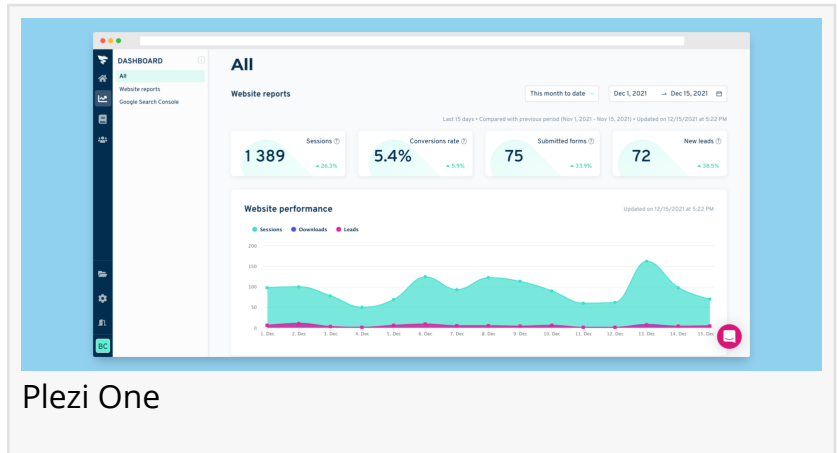 DASHBOARD
All
Website reports
Google Search Console
All
Website reports
This month to date
Dec 1, 2021 → Dec 15, 2021
Last 15 days • Compared with previous period (Nov 1, 2021 - Nov 15, 2021) • Updated on 12/15/2021 at 5:22 PM
Sessions
1 389
26.3%
Conversions rate
5.4%
5.9%
Submitted forms
75
33.9%
New leads
72
38.5%
Website performance
Updated on 12/15/2021 at 5:22 PM
Sessions Downloads Leads
200
150
100
50
0
1. Dec 2. Dec 3. Dec 4. Dec 5. Dec 6. Dec 7. Dec 8. Dec 9. Dec 10. Dec 11. Dec 12. Dec 13. Dec 14. Dec 15. Dec
BC
Plezi One